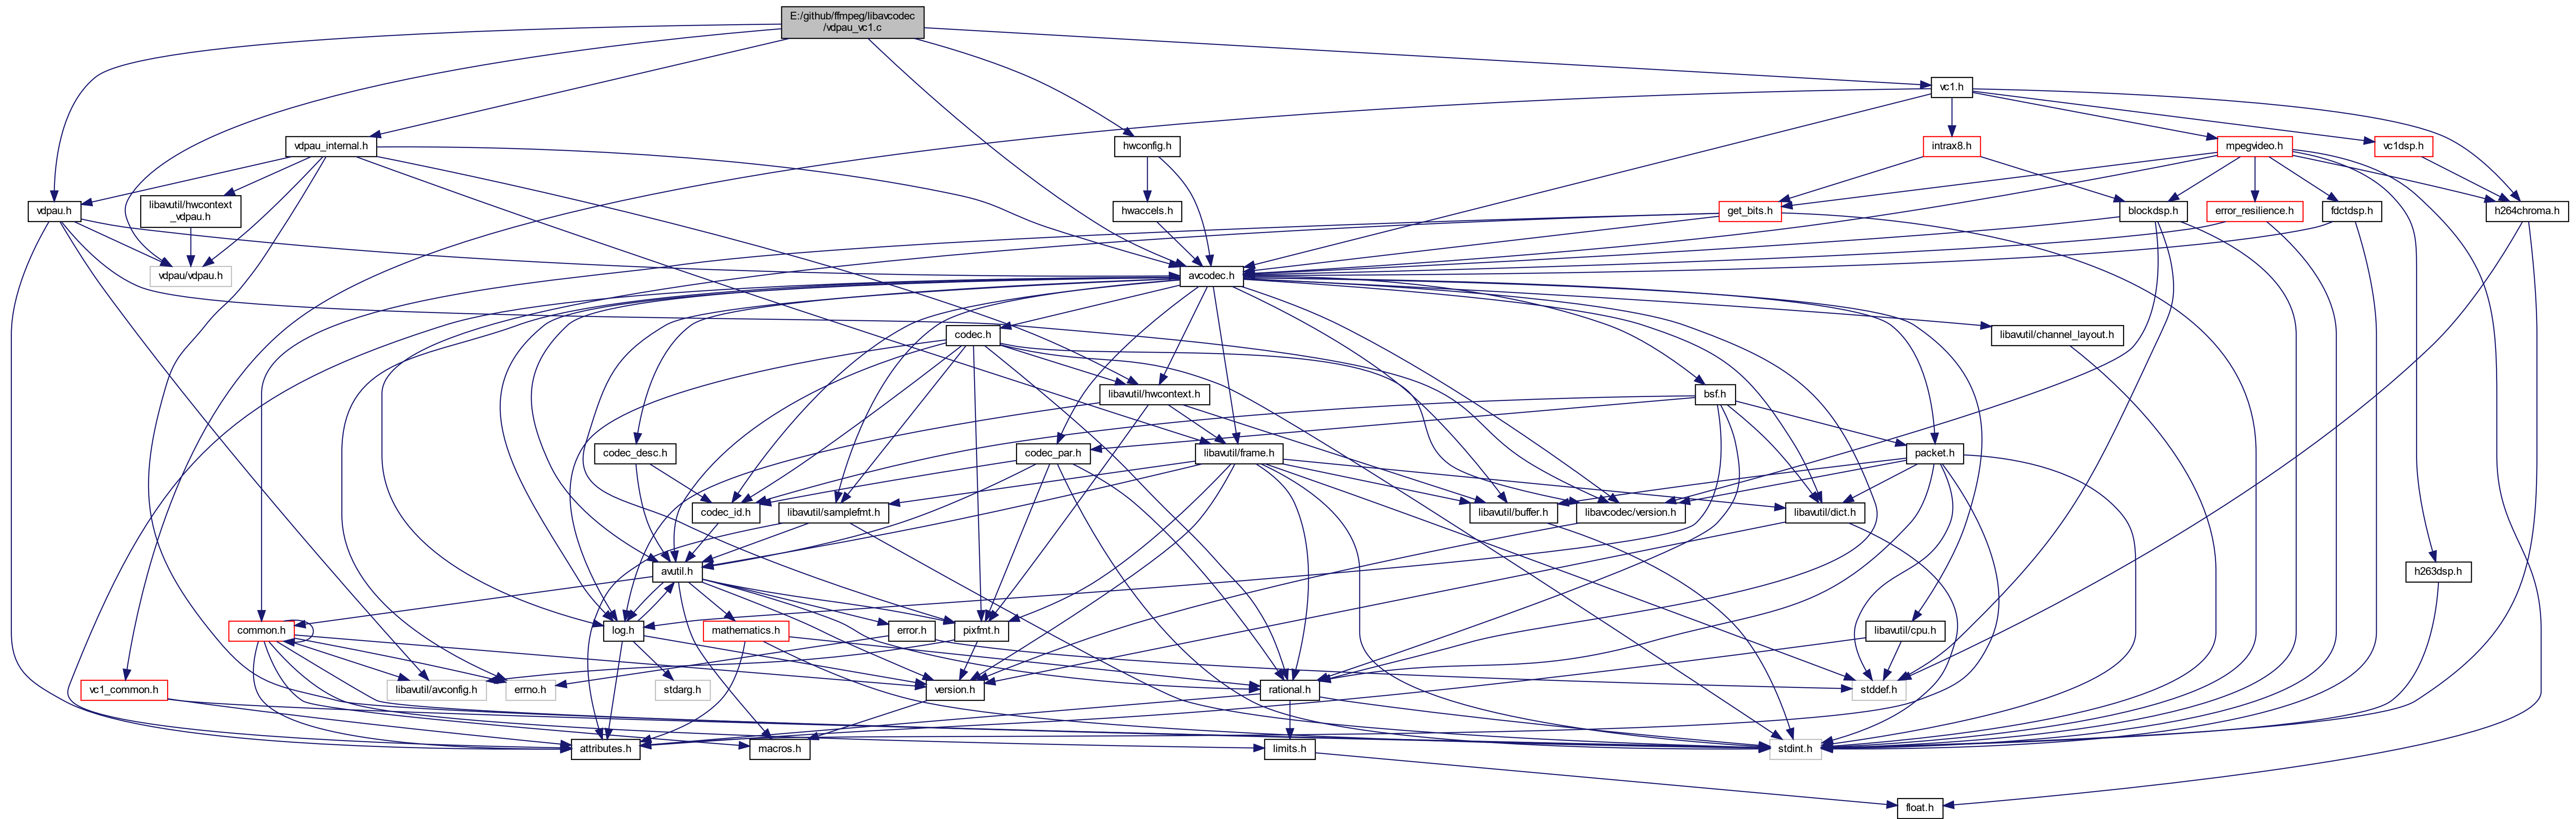 E:/github/ffmpeg/libavcodec
/vdpau_vc1.c
vc1.h
vdpau_internal.h
hwconfig.h
intrax8.h
mpegvideo.h
vc1dsp.h
vdpau.h
libavutil/hwcontext
_vdpau.h
hwaccels.h
get_bits.h
blockdsp.h
error_resilience.h
fdctdsp.h
h264chroma.h
vdpau/vdpau.h
avcodec.h
codec.h
libavutil/channel_layout.h
libavutil/hwcontext.h
bsf.h
codec_desc.h
codec_par.h
libavutil/frame.h
packet.h
codec_id.h
libavutil/samplefmt.h
libavutil/buffer.h
libavcodec/version.h
libavutil/dict.h
avutil.h
h263dsp.h
common.h
log.h
mathematics.h
error.h
pixfmt.h
libavutil/cpu.h
vc1_common.h
libavutil/avconfig.h
errno.h
stdarg.h
version.h
rational.h
stddef.h
attributes.h
macros.h
limits.h
stdint.h
float.h